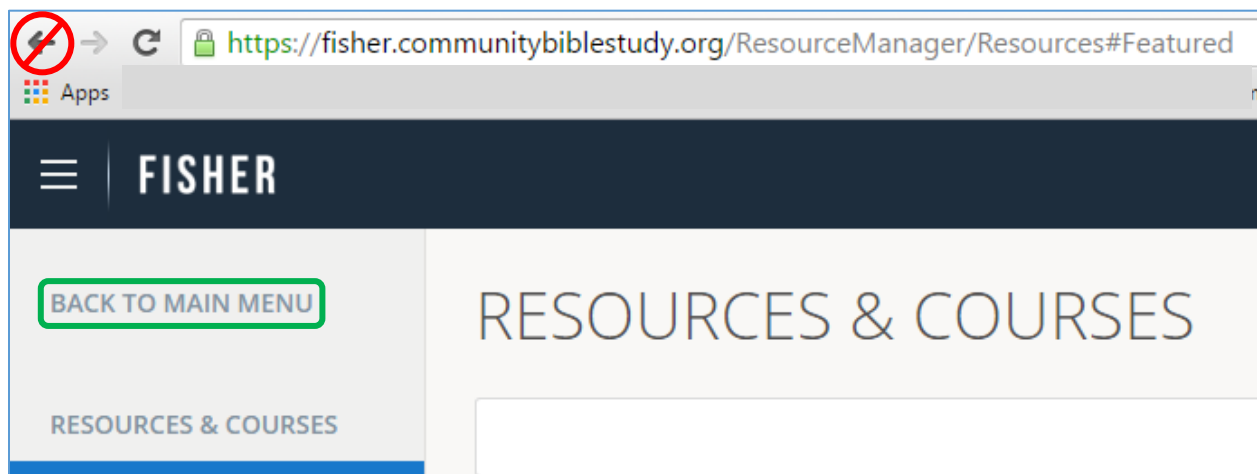 https://fisher.communitybiblestudy.org/ResourceManager/Resources#Featured
Apps
FISHER
BACK TO MAIN MENU
RESOURCES & COURSES
RESOURCES & COURSES